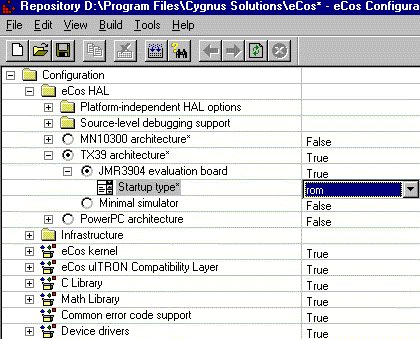 Repository D:\Program Files\Cygnus Solutions\eCos* - eCos Configura
File Edit View Build Tools Help
Configuration
eCos HAL
Platform-independent HAL options
Source-level debugging support
MN10300 architecture* False
TX39 architecture* True
JMR3904 evaluation board True
Startup type* rom
Minimal simulator False
PowerPC architecture False
Infrastructure
eCos kernel True
eCos uITRON Compatibility Layer True
C Library True
Math Library True
Common error code support True
Device drivers True